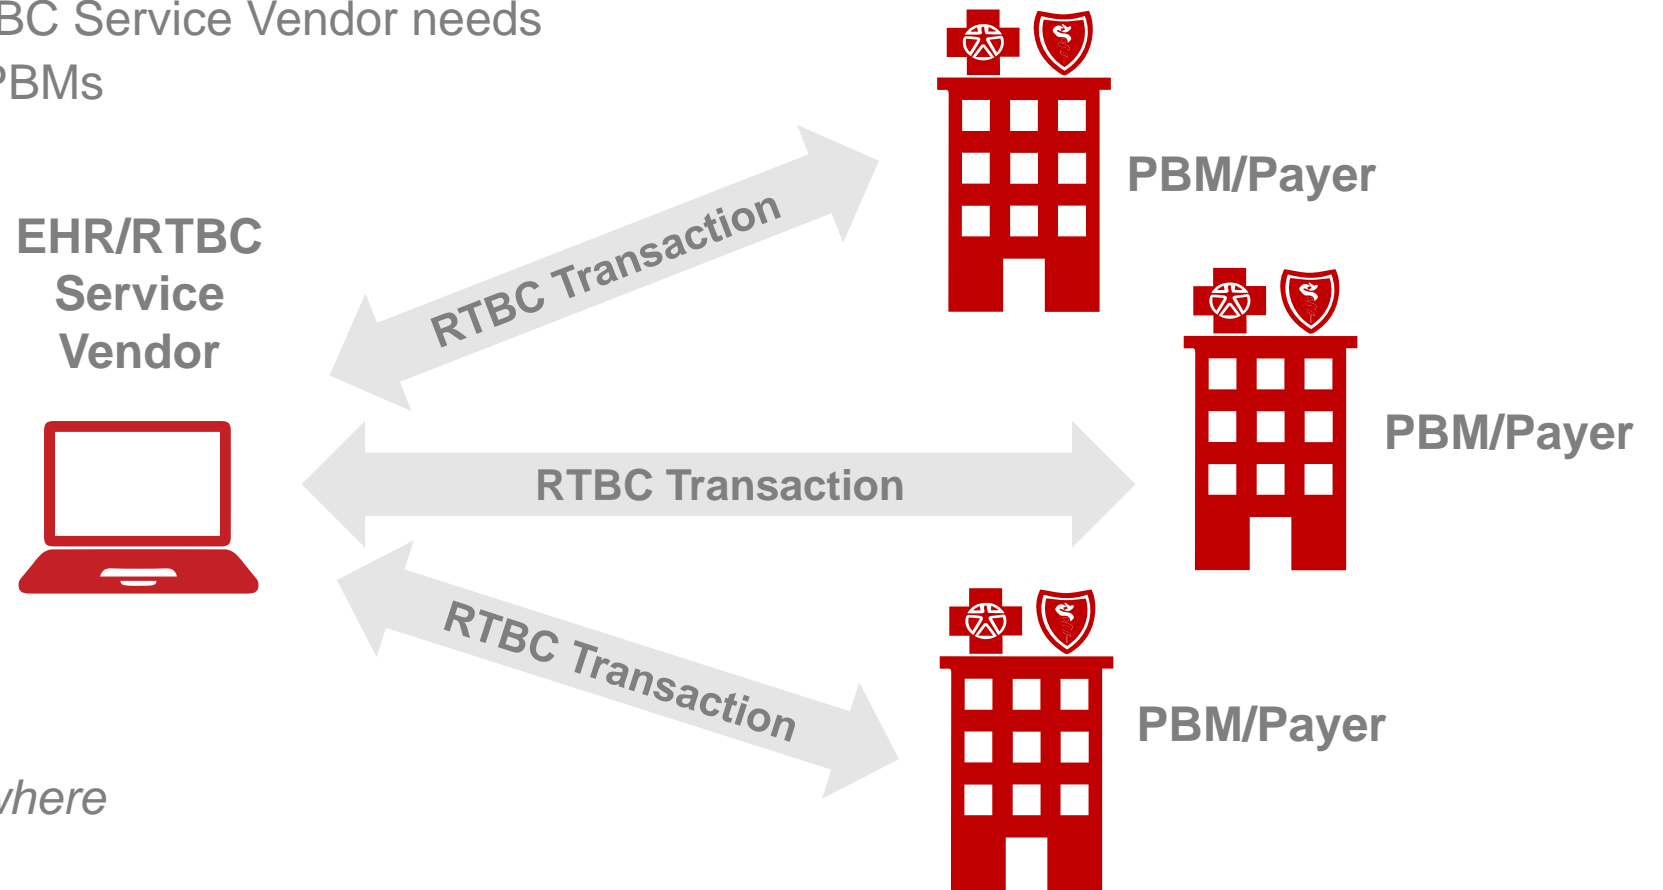 BC Service Vendor needs
PBMs
PBM/Payer
EHR/RTBC
Service
Vendor
RTBC Transaction
PBM/Payer
RTBC Transaction
RTBC Transaction
PBM/Payer
where